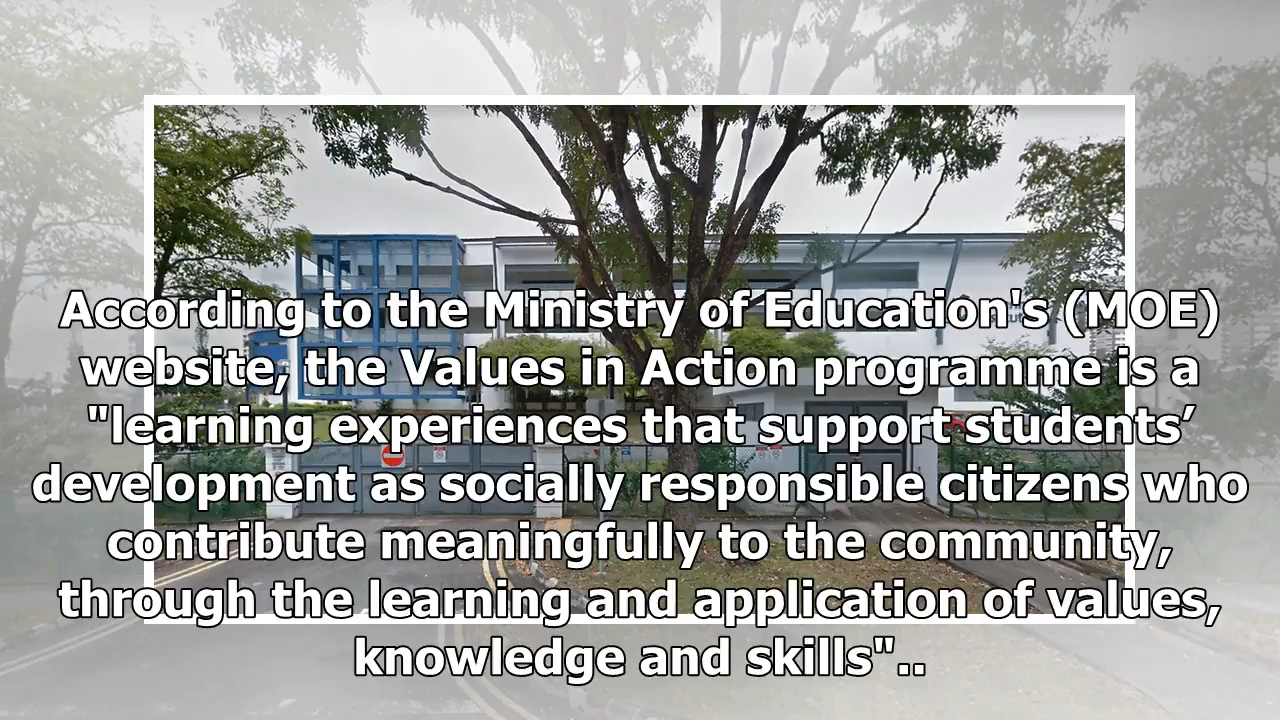 According to the Ministry of Education's (MOE)
website, the Values in Action programme is a
"learning experiences that support students’
development as socially responsible citizens who
contribute meaningfully to the community,
through the learning and application of values,
knowledge and skills"..